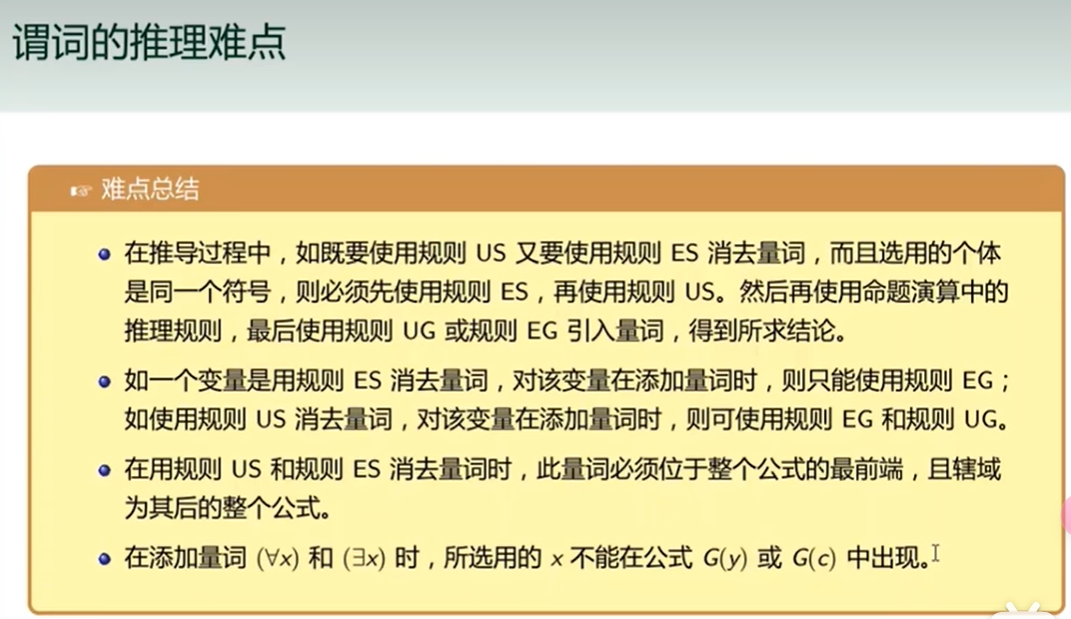 谓词的推理难点
☞ 难点总结
在推导过程中，如既要使用规则 US 又要使用规则 ES 消去量词，而且选用的个体
是同一个符号，则必须先使用规则 ES，再使用规则 US。然后再使用命题演算中的
推理规则，最后使用规则 UG 或规则 EG 引入量词，得到所求结论。
如一个变量是用规则 ES 消去量词，对该变量在添加量词时，则只能使用规则 EG；
如使用规则 US 消去量词，对该变量在添加量词时，则可使用规则 EG 和规则 UG。
在用规则 US 和规则 ES 消去量词时，此量词必须位于整个公式的最前端，且辖域
为其后的整个公式。
在添加量词 (∀x) 和 (∃x) 时，所选用的 x 不能在公式 G(y) 或 G(c) 中出现。